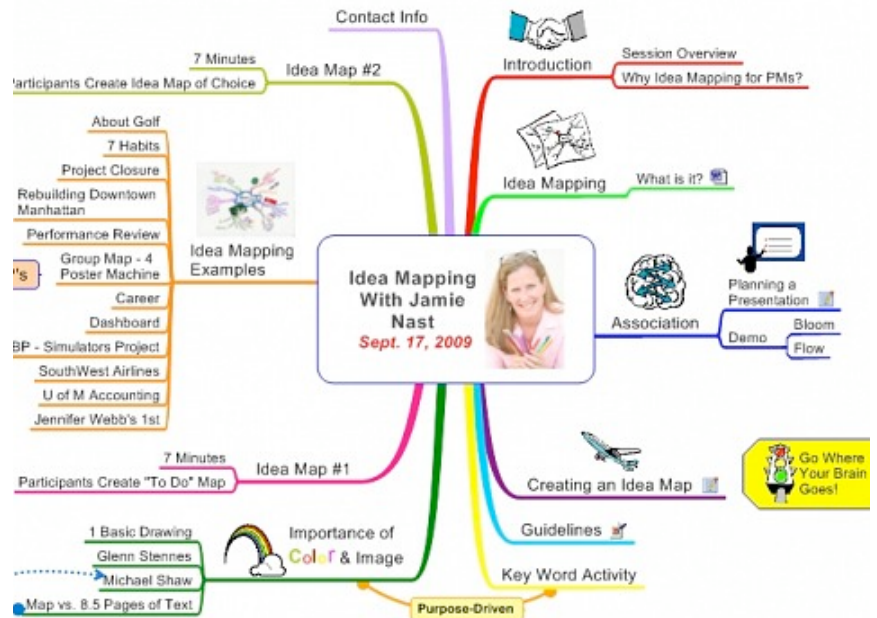 Contact Info
7 Minutes
Participants Create Idea Map of Choice
Idea Map #2
Introduction
Session Overview
Why Idea Mapping for PMs?
About Golf
7 Habits
Project Closure
Rebuilding Downtown
Manhattan
Performance Review
Group Map - 4
Poster Machine
Career
Dashboard
BP - Simulators Project
SouthWest Airlines
U of M Accounting
Jennifer Webb's 1st
Idea Mapping
Examples
Idea Mapping
What is it?
Idea Mapping
With Jamie
Nast
Sept. 17, 2009
Association
Planning a
Presentation
Demo
Bloom
Flow
7 Minutes
Participants Create "To Do" Map
Idea Map #1
Creating an Idea Map
Go Where
Your Brain
Goes!
Guidelines
Key Word Activity
1 Basic Drawing
Glenn Stennes
Michael Shaw
Map vs. 8.5 Pages of Text
Importance of
Color & Image
Purpose-Driven